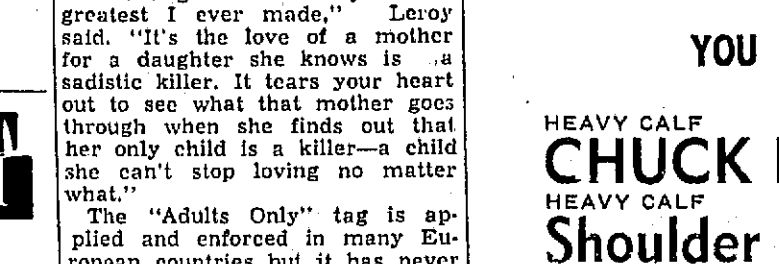 greatest I ever made," Leroy
said. "It's the love of a mother
for a daughter she knows is a
sadistic killer. It tears your heart
out to see what that mother goes
through when she finds out that
her only child is a killer—a child
she can't stop loving no matter
what."
The "Adults Only" tag is ap-
plied and enforced in many Eu-
ropean countries but it has never
YOU
HEAVY CALF
CHUCK
HEAVY CALF
Shoulder